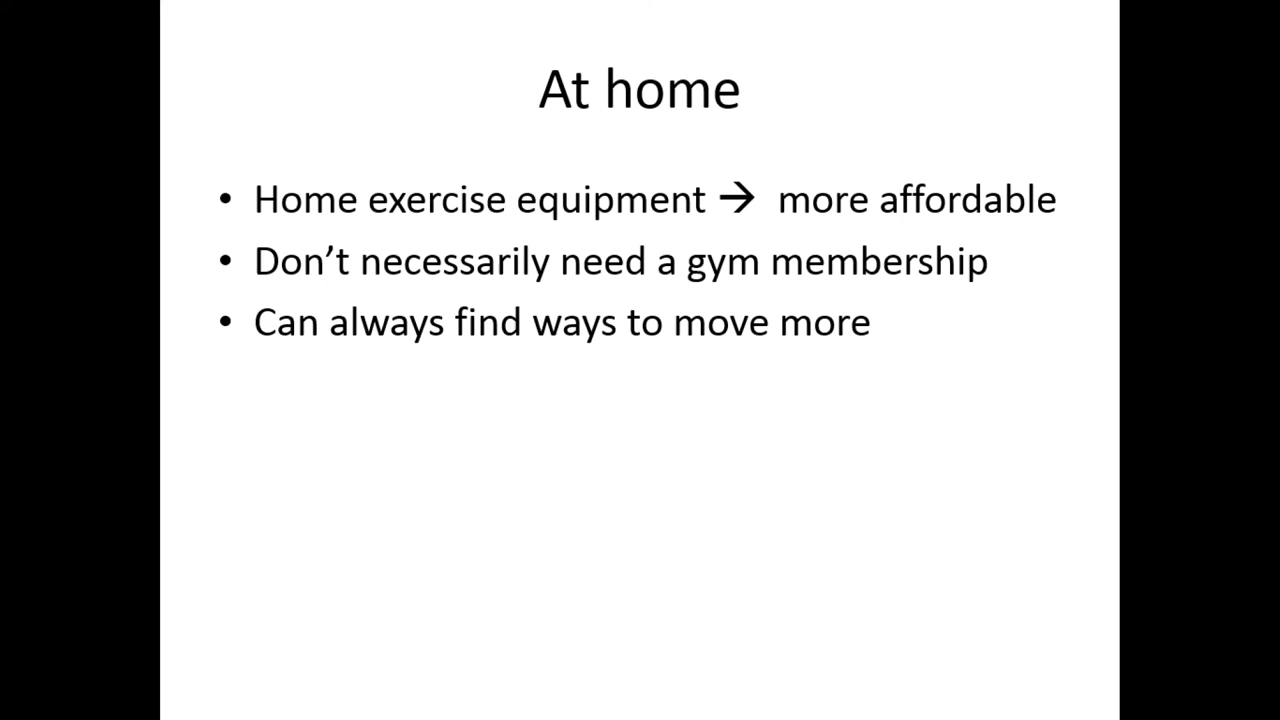 At home
• Home exercise equipment → more affordable
• Don’t necessarily need a gym membership
• Can always find ways to move more